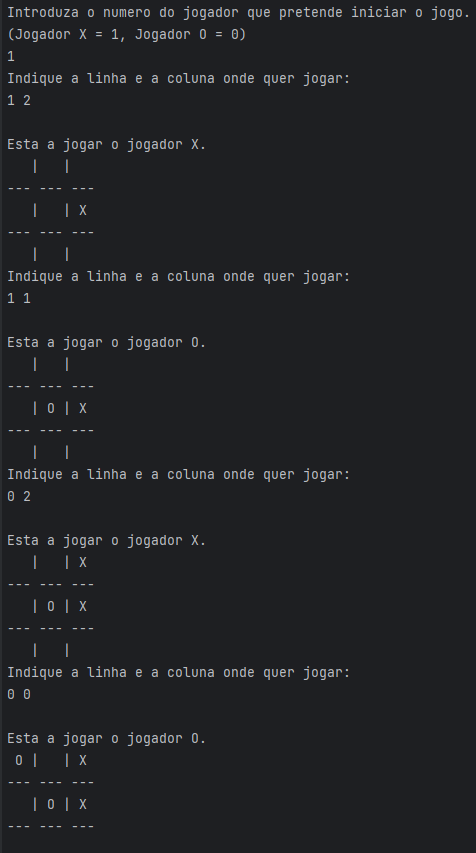 Introduza o numero do jogador que pretende iniciar o jogo.
(Jogador X = 1, Jogador O = 0)
1
Indique a linha e a coluna onde quer jogar:
1 2

Esta a jogar o jogador X.
   |   |
--- --- ---
   |   | X
--- --- ---
   |   |
Indique a linha e a coluna onde quer jogar:
1 1

Esta a jogar o jogador O.
   |   |
--- --- ---
   | O | X
--- --- ---
   |   |
Indique a linha e a coluna onde quer jogar:
0 2

Esta a jogar o jogador X.
   |   | X
--- --- ---
   | O | X
--- --- ---
   |   |
Indique a linha e a coluna onde quer jogar:
0 0

Esta a jogar o jogador O.
 O |   | X
--- --- ---
   | O | X
--- --- ---